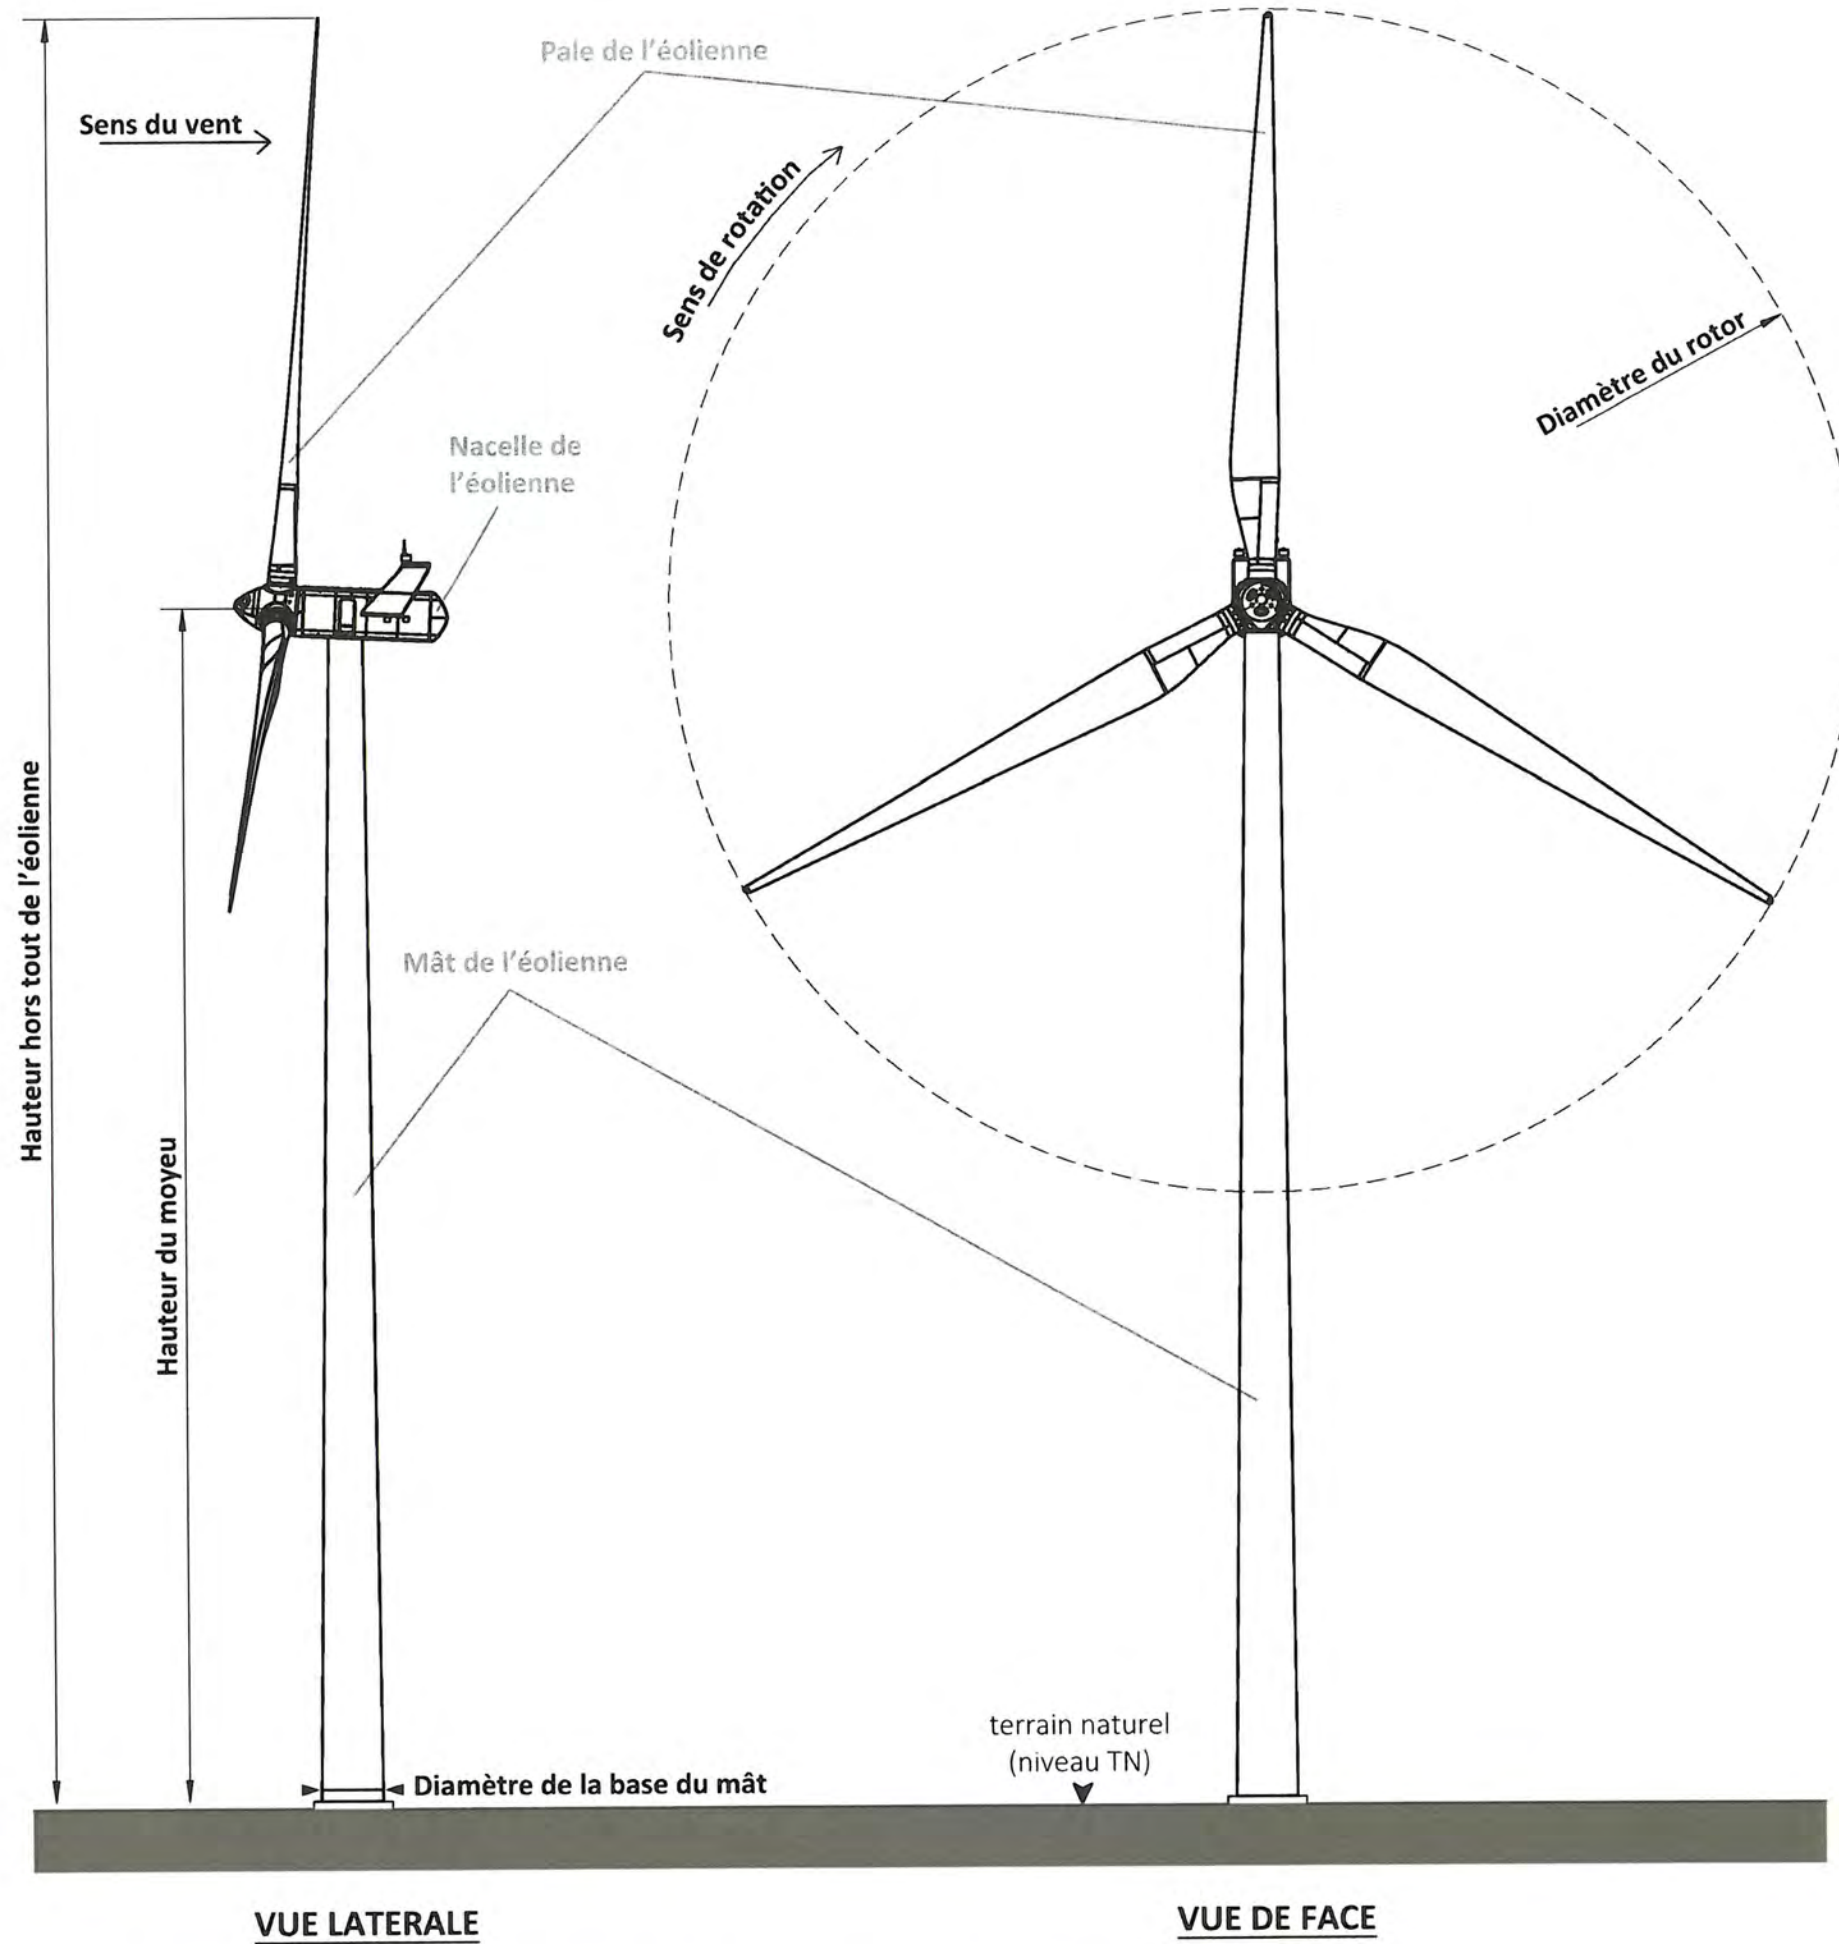 Pale de l'éolienne
Sens du vent
Sens de rotation
Diamètre du rotor
Nacelle de
l'éolienne
Hauteur hors tout de l'éolienne
Mât de l'éolienne
Hauteur du moyeu
terrain naturel
(niveau TN)
Diamètre de la base du mât
VUE LATERALE
VUE DE FACE